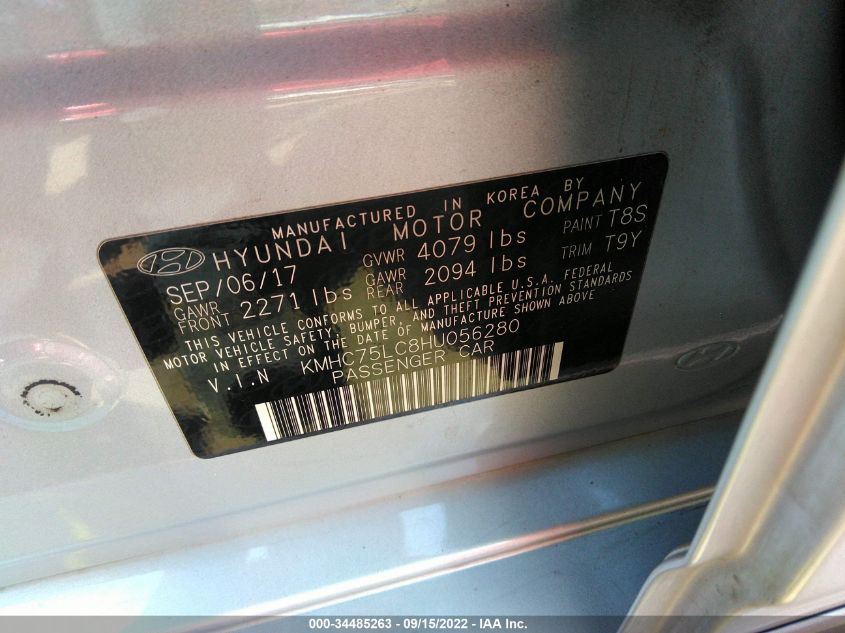 MANUFACTURED IN KOREA BY
HYUNDAI MOTOR COMPANY
SEP/06/17 GVWR 4079 lbs PAINT T8S
GAWR FRONT 2271 lbs GAWR REAR 2094 lbs TRIM T9Y
THIS VEHICLE CONFORMS TO ALL APPLICABLE U.S.A. FEDERAL
MOTOR VEHICLE SAFETY, BUMPER, AND THEFT PREVENTION STANDARDS
IN EFFECT ON THE DATE OF MANUFACTURE SHOWN ABOVE
V.I.N KMHC75LC8HU056280
PASSENGER CAR
000-34485263 - 09/15/2022 - IAA Inc.